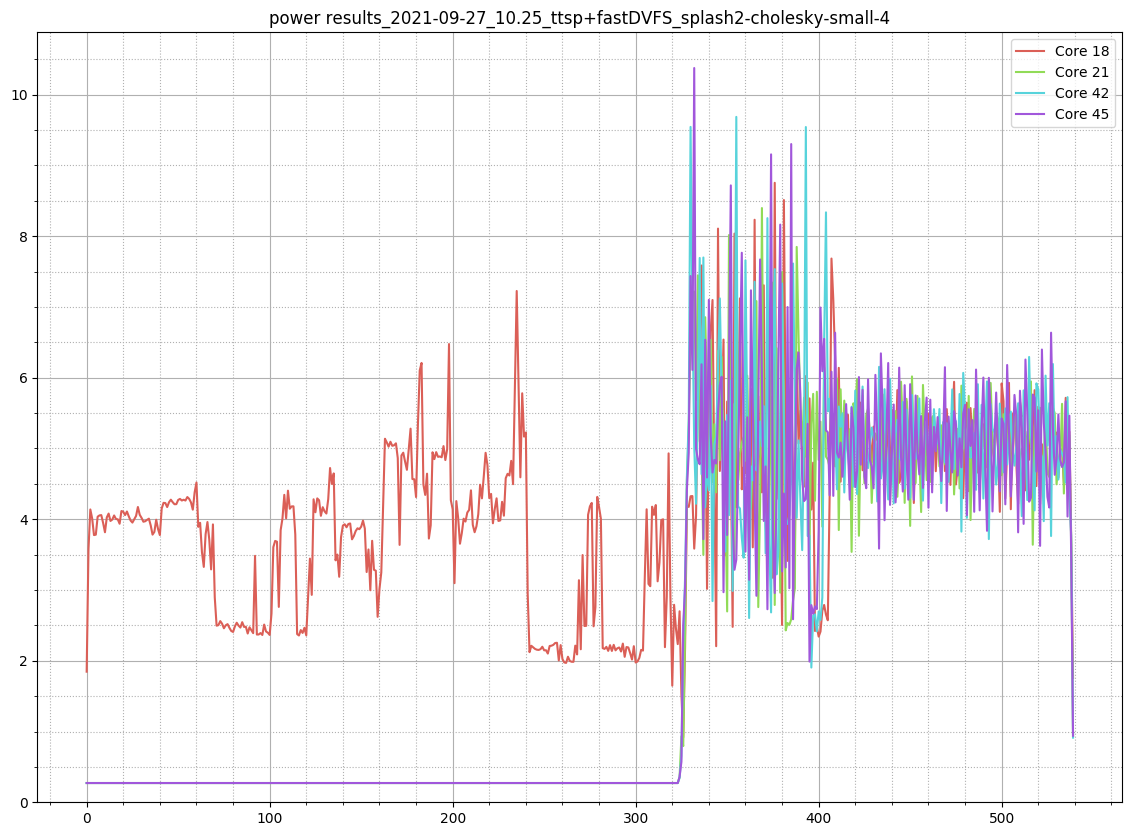 power results_2021-09-27_10.25_ttsp+fastDVFS_splash2-cholesky-small-4
Core 18
Core 21
Core 42
Core 45
10
8
6
4
2
0
0 100 200 300 400 500